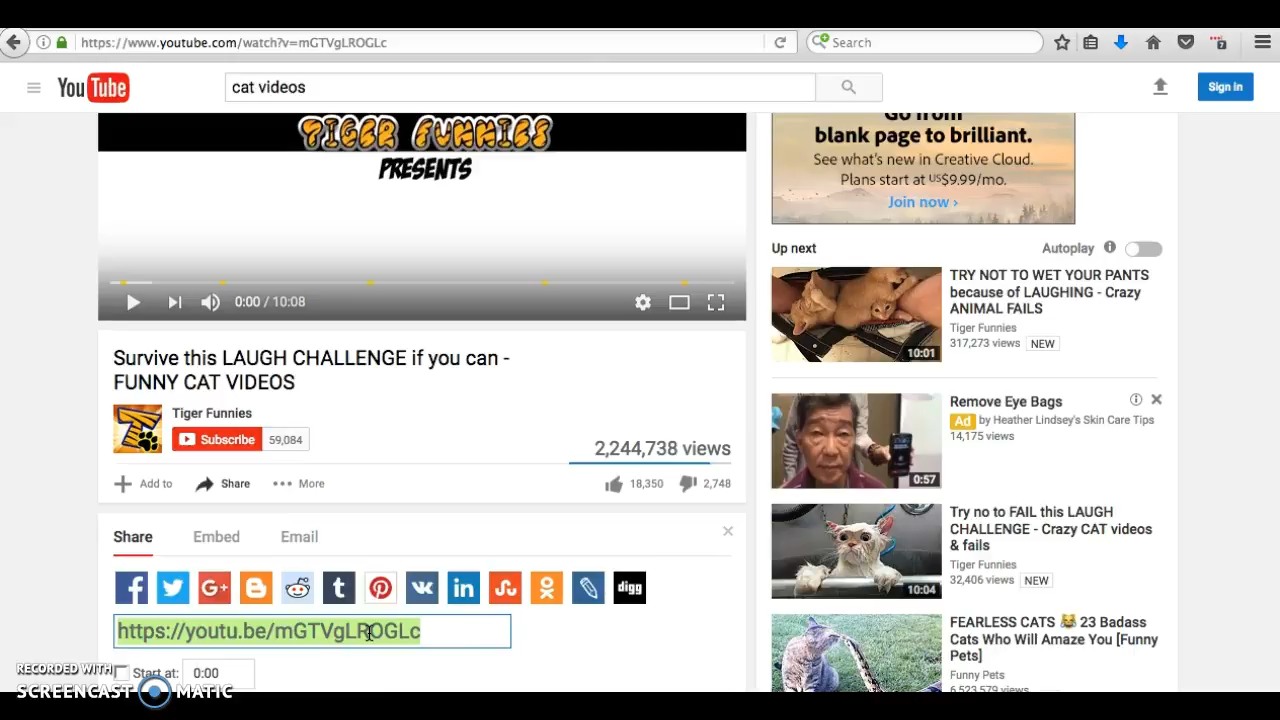 https://www.youtube.com/watch?v=mGTVgLROGLc
Search
7
YouTube
cat videos
Sign in
TIGER FUNNIES
PRESENTS
0:00 / 10:08
Survive this LAUGH CHALLENGE if you can -
FUNNY CAT VIDEOS
Tiger Funnies
Subscribe 59,084
2,244,738 views
Add to
Share
More
18,350
2,748
Share
Embed
Email
digg
https://youtu.be/mGTVgLROGLc
Start at: 0:00
RECORDED WITH
SCREENCAST MATIC
Go from
blank page to brilliant.
See what's new in Creative Cloud.
Plans start at US$9.99/mo.
Join now ›
Up next
Autoplay
TRY NOT TO WET YOUR PANTS
because of LAUGHING - Crazy
ANIMAL FAILS
Tiger Funnies
317,273 views NEW
10:01
Remove Eye Bags
Ad by Heather Lindsey's Skin Care Tips
14,175 views
0:57
Try no to FAIL this LAUGH
CHALLENGE - Crazy CAT videos
& fails
Tiger Funnies
32,406 views NEW
10:04
FEARLESS CATS 😹 23 Badass
Cats Who Will Amaze You [Funny
Pets]
Funny Pets
6,523,579 views